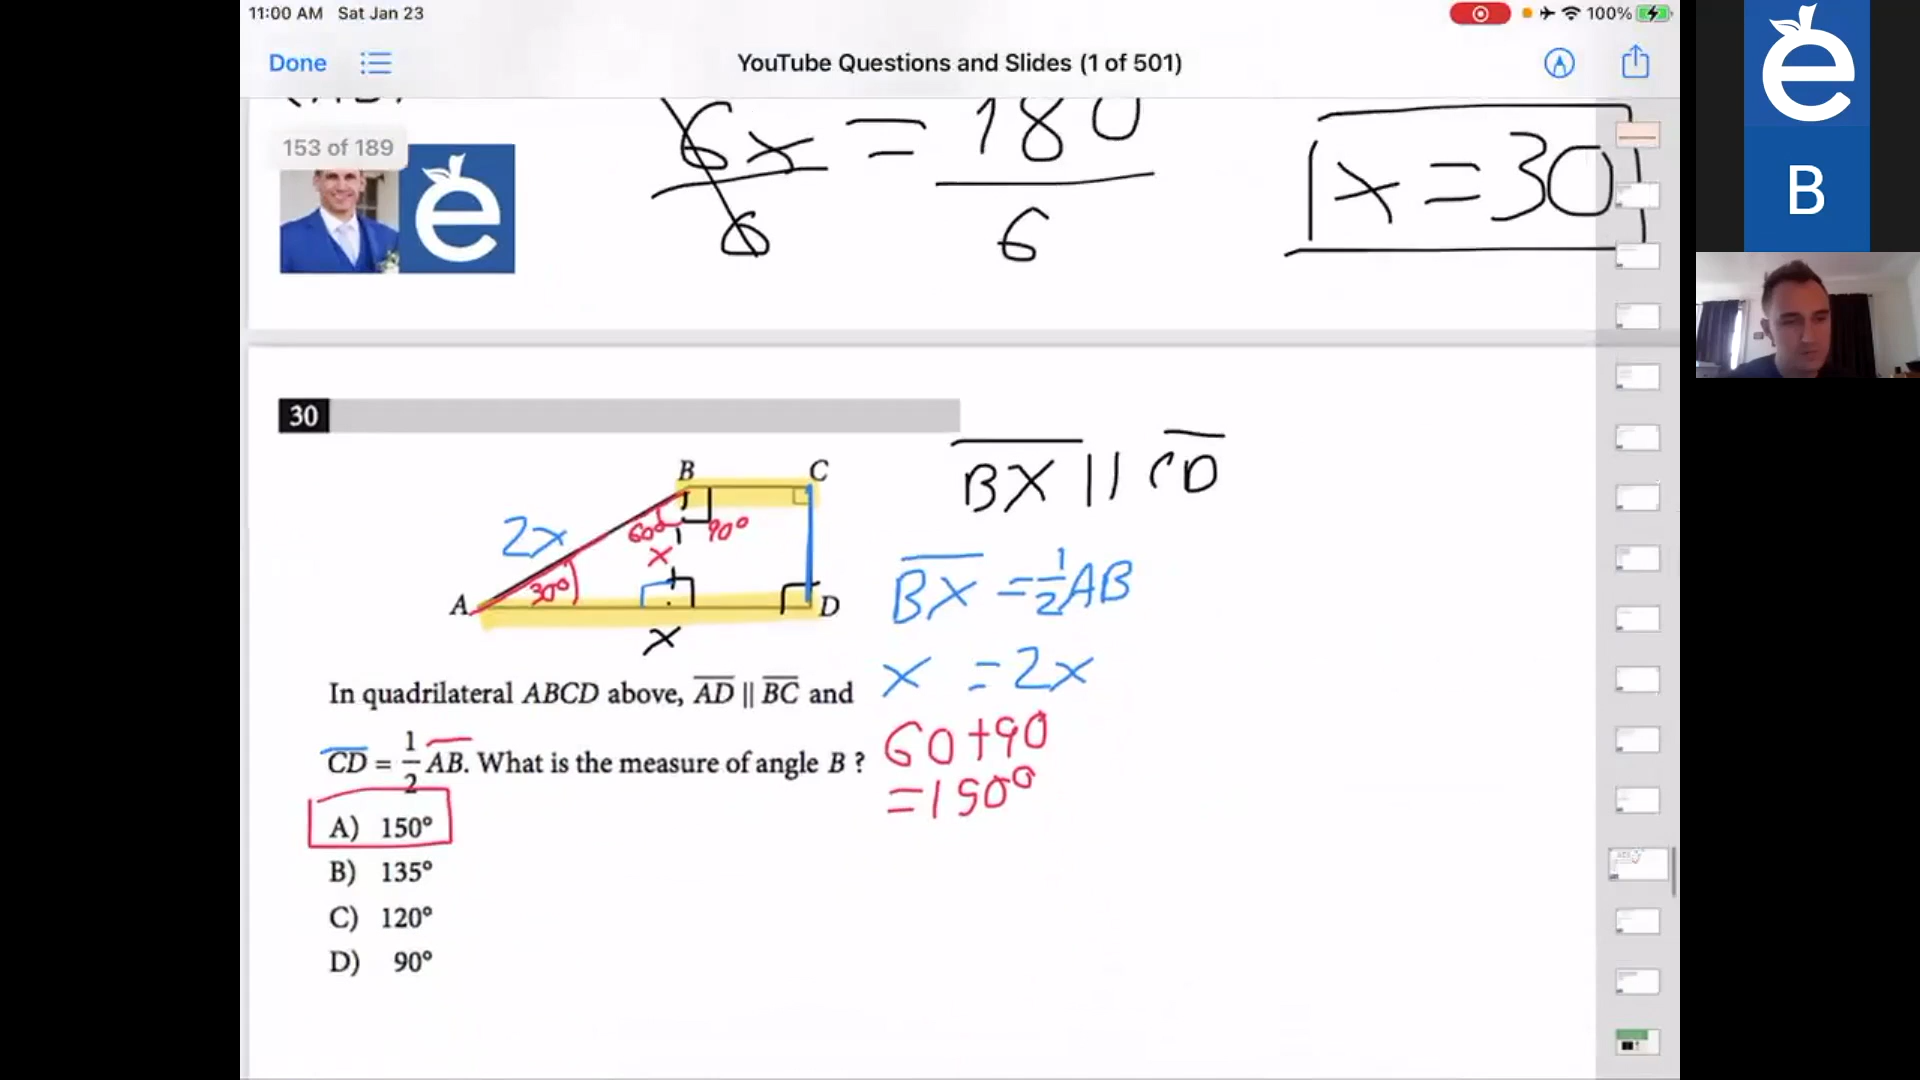 11:00 AM Sat Jan 23
100%
Done
YouTube Questions and Slides (1 of 501)
153 of 189
6x = 180
6 6
x = 30
e
e
B
30
B C
2x 60° 90°
x
30°
A D
x
BX || CD
BX = 1/2 AB
x = 2x
60+90
=150°
In quadrilateral ABCD above, AD || BC and
CD = 1/2 AB. What is the measure of angle B ?
A) 150°
B) 135°
C) 120°
D) 90°